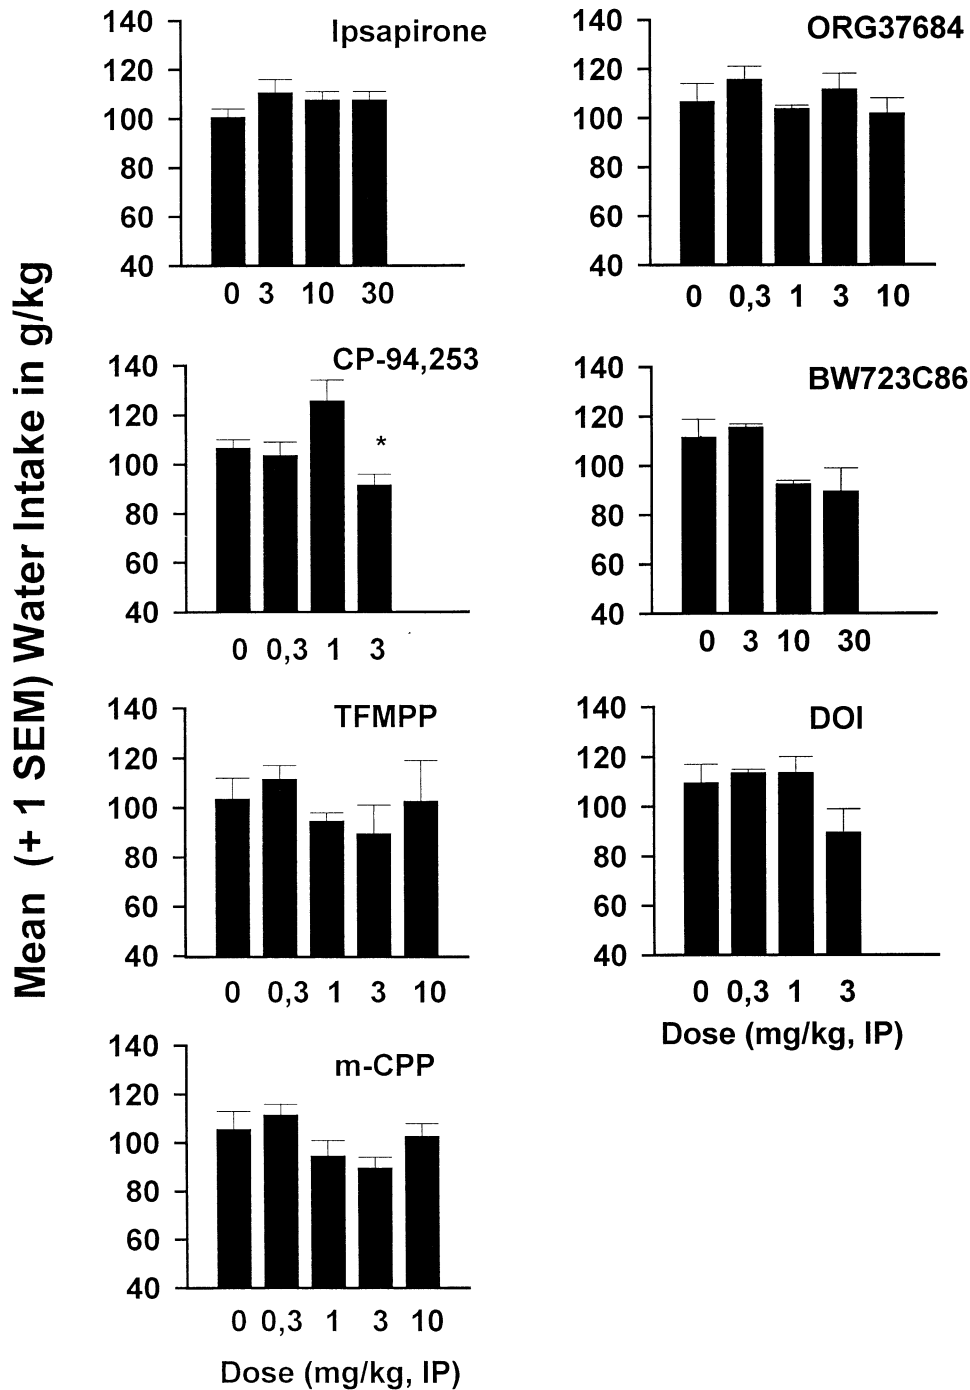 Mean (+ 1 SEM) Water Intake in g/kg
Ipsapirone
140
120
100
80
60
40
0 3 10 30
ORG37684
140
120
100
80
60
40
0 0,3 1 3 10
CP-94,253
140
120
100
80
60
40
*
0 0,3 1 3
BW723C86
140
120
100
80
60
40
0 3 10 30
TFMPP
140
120
100
80
60
40
0 0,3 1 3 10
DOI
140
120
100
80
60
40
0 0,3 1 3
Dose (mg/kg, IP)
m-CPP
140
120
100
80
60
40
0 0,3 1 3 10
Dose (mg/kg, IP)